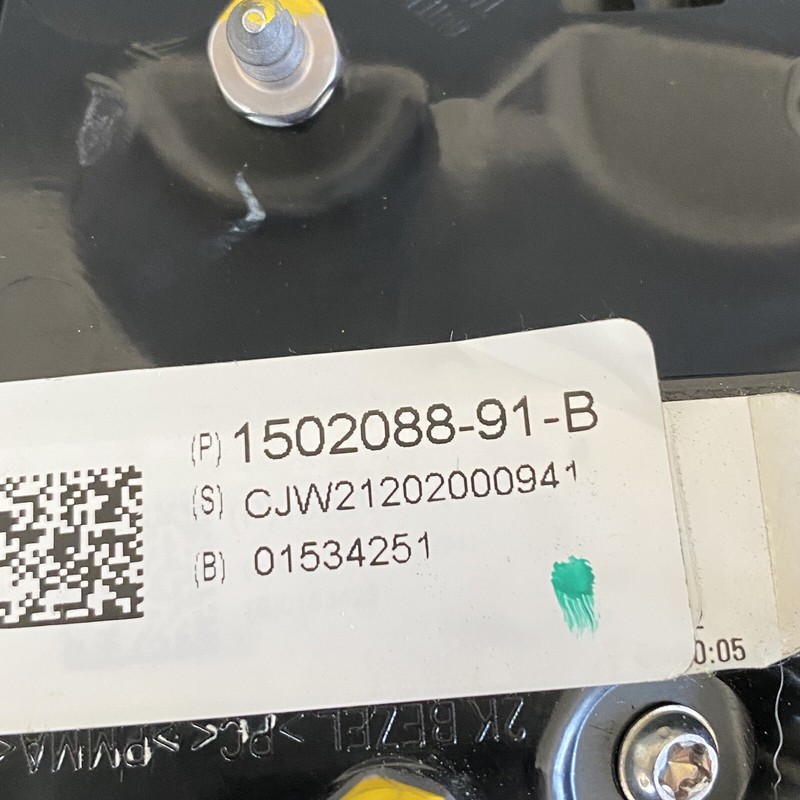 (P) 1502088-91-B
(S) CJW21202000941
(B) 01534251
0:05
2K BEZEL >PC<>PMMA<